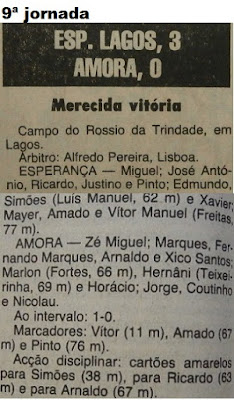 9ª jornada
ESP. LAGOS, 3
AMORA, 0
Merecida vitória
Campo do Rossio da Trindade, em
Lagos.
Árbitro: Alfredo Pereira, Lisboa.
ESPERANÇA — Miguel; José Antó-
nio, Ricardo, Justino e Pinto; Edmundo,
Simões (Luís Manuel, 62 m) e Xavier;
Mayer, Amado e Vítor Manuel (Freitas,
77 m).
AMORA — Zé Miguel; Marques, Fer-
nando Marques, Arnaldo e Xico Santos;
Marlon (Fortes, 66 m), Hernâni (Teixei-
rinha, 69 m) e Horácio; Jorge, Coutinho
e Nicolau.
Ao intervalo: 1-0.
Marcadores: Vítor (11 m), Amado (67
m) e Pinto (76 m).
Acção disciplinar: cartões amarelos
para Simões (38 m), para Ricardo (63
m) e para Arnaldo (67 m).